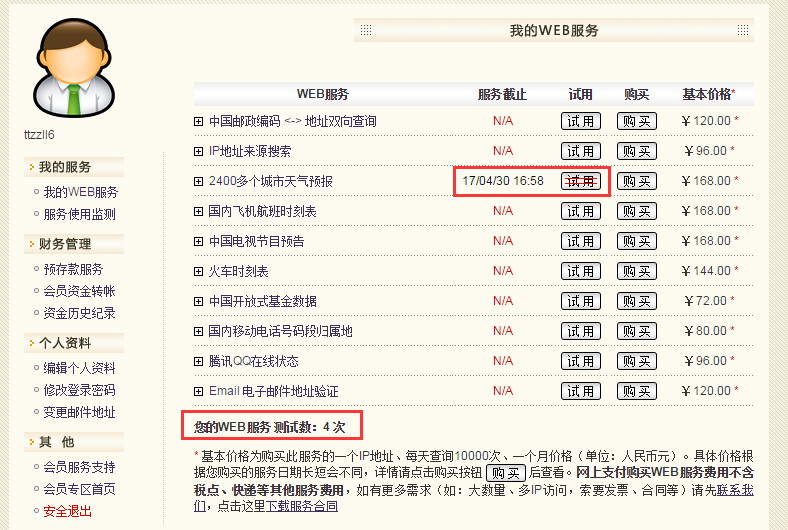 我的WEB服务
ttzzll6
我的服务
我的WEB服务
服务使用监测
财务管理
预存款服务
会员资金转帐
资金历史纪录
个人资料
编辑个人资料
修改登录密码
变更邮件地址
其 他
会员服务支持
会员专区首页
安全退出
WEB服务 服务截止 试用 购买 基本价格*
中国邮政编码 <-> 地址双向查询 N/A 试用 购买 ￥120.00 *
IP地址来源搜索 N/A 试用 购买 ￥96.00 *
2400多个城市天气预报 17/04/30 16:58 试用 购买 ￥168.00 *
国内飞机航班时刻表 N/A 试用 购买 ￥168.00 *
中国电视节目预告 N/A 试用 购买 ￥168.00 *
火车时刻表 N/A 试用 购买 ￥144.00 *
中国开放式基金数据 N/A 试用 购买 ￥72.00 *
国内移动电话号码段归属地 N/A 试用 购买 ￥80.00 *
腾讯QQ在线状态 N/A 试用 购买 ￥96.00 *
Email 电子邮件地址验证 N/A 试用 购买 ￥120.00 *
您的WEB服务 测试数：4 次
* 基本价格为购买此服务的一个IP地址、每天查询10000次、一个月价格（单位：人民币元）。具体价格根
据您购买的服务日期长短会不同，详情请点击购买按钮 购买 后查看。网上支付购买WEB服务费用不含
税点、快递等其他服务费用，如有更多需求（如：大数量、多IP访问，索要发票、合同等）请先联系我
们，点击这里下载服务合同